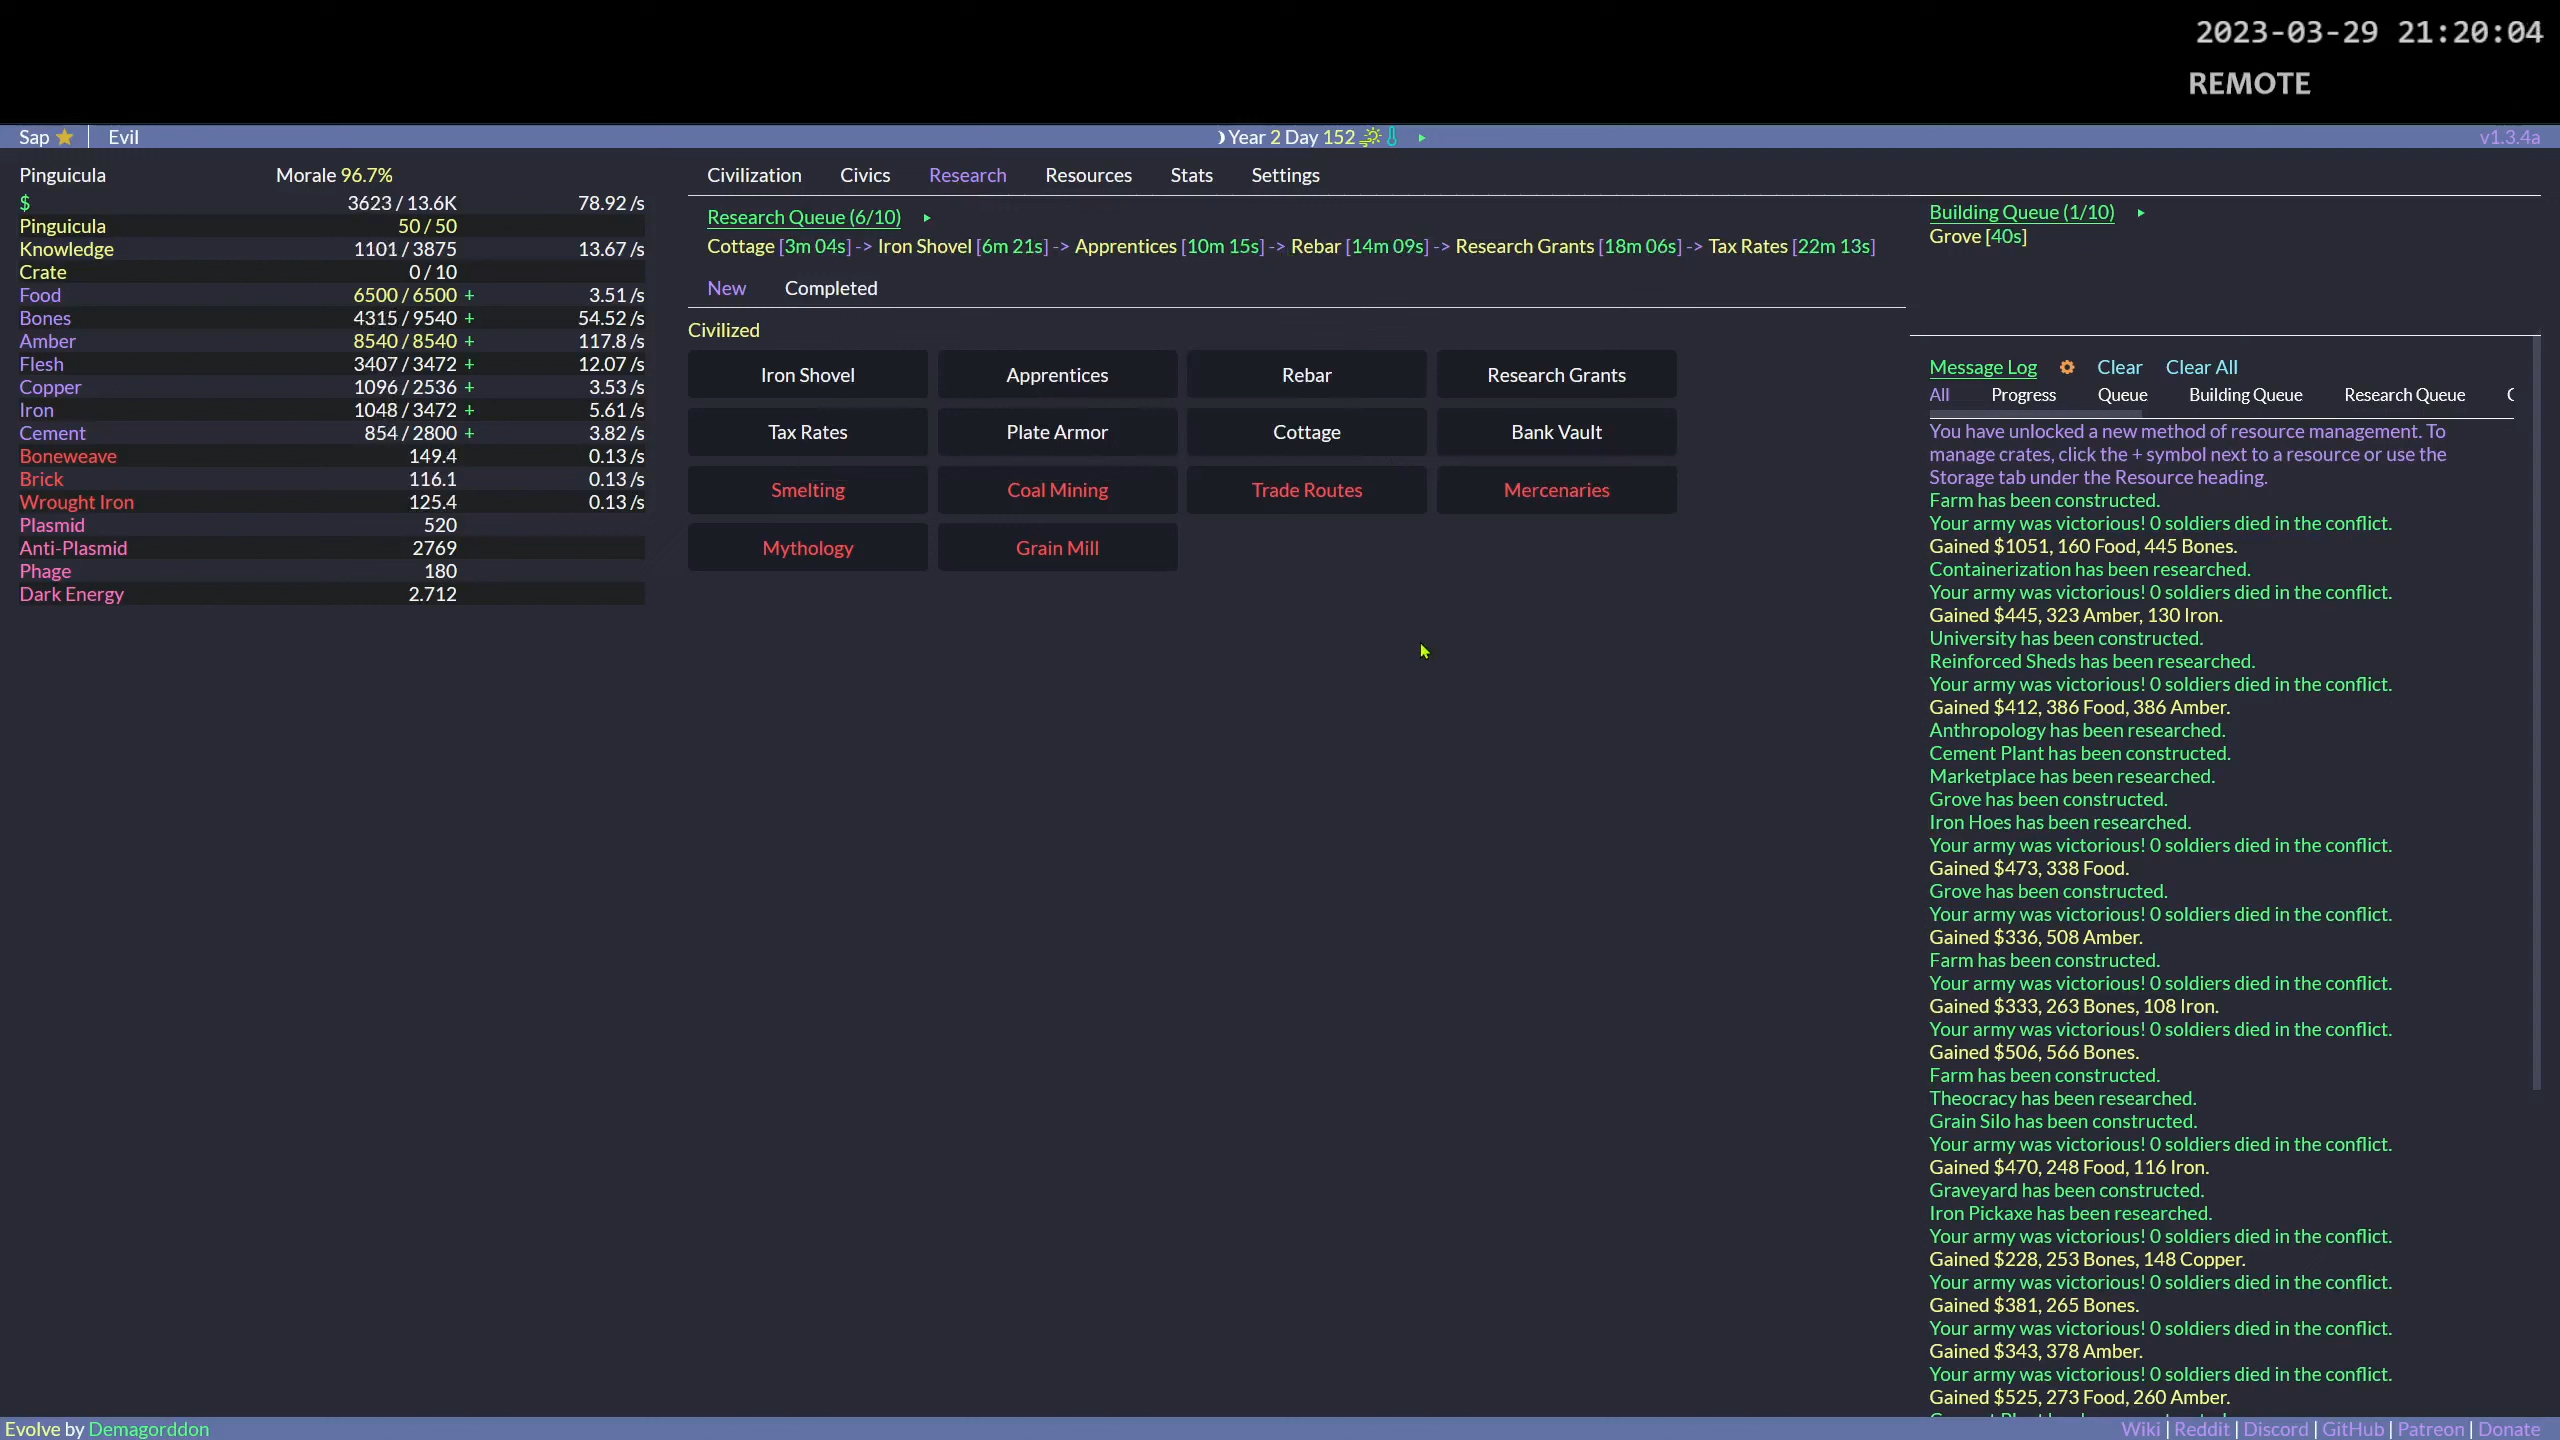 2023-03-29 21:20:04
REMOTE
Sap Evil Year 2 Day 152 v1.3.4a
Pinguicula Morale 96.7%
$ 3623 / 13.6K 78.92 /s
Pinguicula 50 / 50
Knowledge 1101 / 3875 13.67 /s
Crate 0 / 10
Food 6500 / 6500 + 3.51 /s
Bones 4315 / 9540 + 54.52 /s
Amber 8540 / 8540 + 117.8 /s
Flesh 3407 / 3472 + 12.07 /s
Copper 1096 / 2536 + 3.53 /s
Iron 1048 / 3472 + 5.61 /s
Cement 854 / 2800 + 3.82 /s
Boneweave 149.4 0.13 /s
Brick 116.1 0.13 /s
Wrought Iron 125.4 0.13 /s
Plasmid 520
Anti-Plasmid 2769
Phage 180
Dark Energy 2.712
Civilization Civics Research Resources Stats Settings
Research Queue (6/10)
Cottage [3m 04s] -> Iron Shovel [6m 21s] -> Apprentices [10m 15s] -> Rebar [14m 09s] -> Research Grants [18m 06s] -> Tax Rates [22m 13s]
New Completed
Civilized
Iron Shovel Apprentices Rebar Research Grants
Tax Rates Plate Armor Cottage Bank Vault
Smelting Coal Mining Trade Routes Mercenaries
Mythology Grain Mill
Building Queue (1/10)
Grove [40s]
Message Log Clear Clear All
All Progress Queue Building Queue Research Queue
You have unlocked a new method of resource management. To
manage crates, click the + symbol next to a resource or use the
Storage tab under the Resource heading.
Farm has been constructed.
Your army was victorious! 0 soldiers died in the conflict.
Gained $1051, 160 Food, 445 Bones.
Containerization has been researched.
Your army was victorious! 0 soldiers died in the conflict.
Gained $445, 323 Amber, 130 Iron.
University has been constructed.
Reinforced Sheds has been researched.
Your army was victorious! 0 soldiers died in the conflict.
Gained $412, 386 Food, 386 Amber.
Anthropology has been researched.
Cement Plant has been constructed.
Marketplace has been researched.
Grove has been constructed.
Iron Hoes has been researched.
Your army was victorious! 0 soldiers died in the conflict.
Gained $473, 338 Food.
Grove has been constructed.
Your army was victorious! 0 soldiers died in the conflict.
Gained $336, 508 Amber.
Farm has been constructed.
Your army was victorious! 0 soldiers died in the conflict.
Gained $333, 263 Bones, 108 Iron.
Your army was victorious! 0 soldiers died in the conflict.
Gained $506, 566 Bones.
Farm has been constructed.
Theocracy has been researched.
Grain Silo has been constructed.
Your army was victorious! 0 soldiers died in the conflict.
Gained $470, 248 Food, 116 Iron.
Graveyard has been constructed.
Iron Pickaxe has been researched.
Your army was victorious! 0 soldiers died in the conflict.
Gained $228, 253 Bones, 148 Copper.
Your army was victorious! 0 soldiers died in the conflict.
Gained $381, 265 Bones.
Your army was victorious! 0 soldiers died in the conflict.
Gained $343, 378 Amber.
Your army was victorious! 0 soldiers died in the conflict.
Gained $525, 273 Food, 260 Amber.
Evolve by Demagorddon Wiki | Reddit | Discord | GitHub | Patreon | Donate